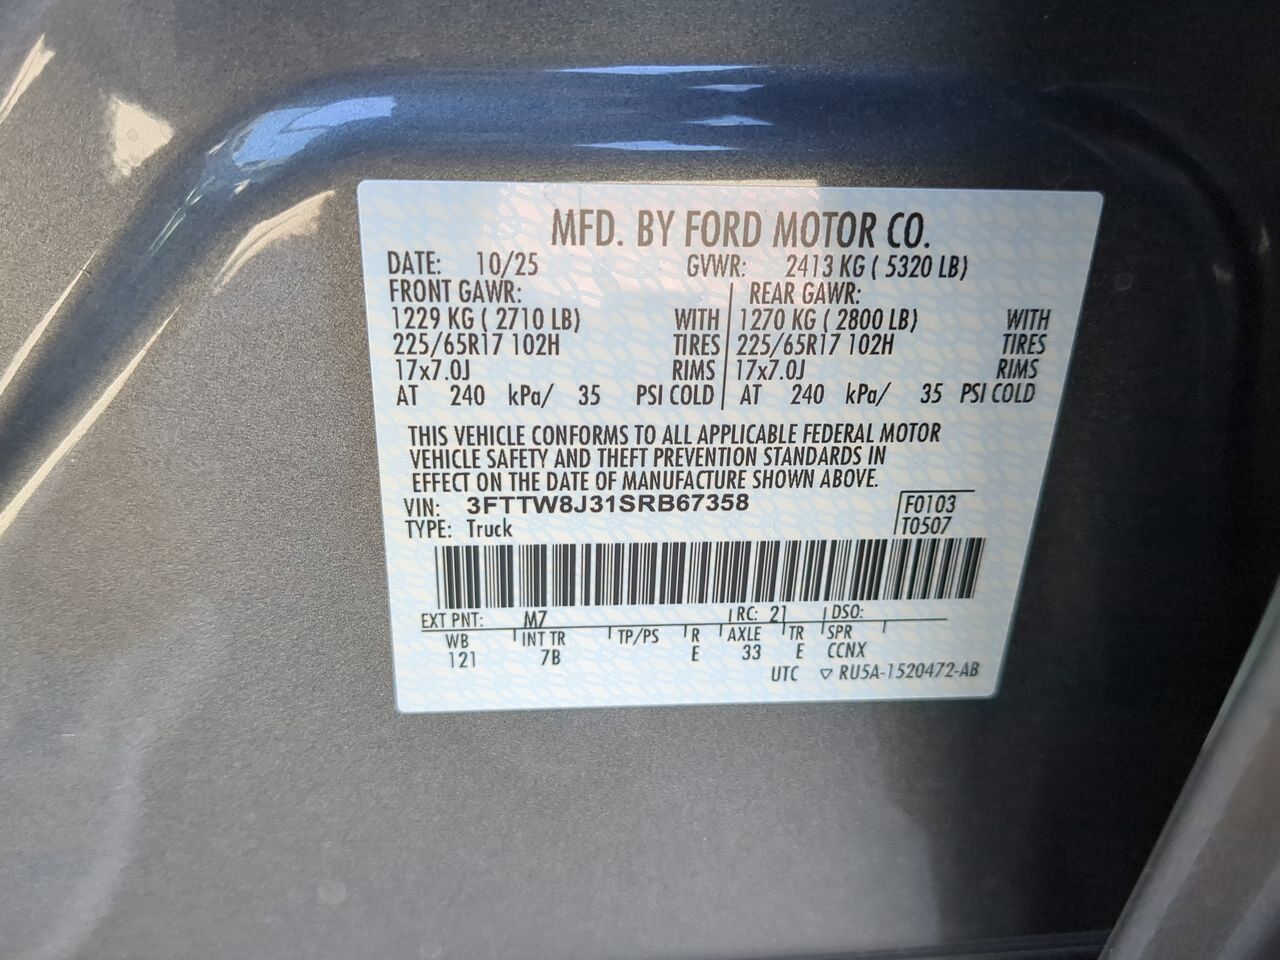 MFD. BY FORD MOTOR CO.
DATE: 10/25 GVWR: 2413 KG ( 5320 LB)
FRONT GAWR: REAR GAWR:
1229 KG ( 2710 LB) WITH 1270 KG ( 2800 LB) WITH
225/65R17 102H TIRES 225/65R17 102H TIRES
17x7.0J RIMS 17x7.0J RIMS
AT 240 kPa/ 35 PSI COLD AT 240 kPa/ 35 PSI COLD
THIS VEHICLE CONFORMS TO ALL APPLICABLE FEDERAL MOTOR
VEHICLE SAFETY AND THEFT PREVENTION STANDARDS IN
EFFECT ON THE DATE OF MANUFACTURE SHOWN ABOVE.
VIN: 3FTTW8J31SRB67358 F0103
TYPE: Truck T0507
EXT PNT: M7 RC: 21 DSO:
WB INT TR TP/PS R AXLE TR SPR
121 7B E 33 E CCNX
UTC ▽ RU5A-1520472-AB